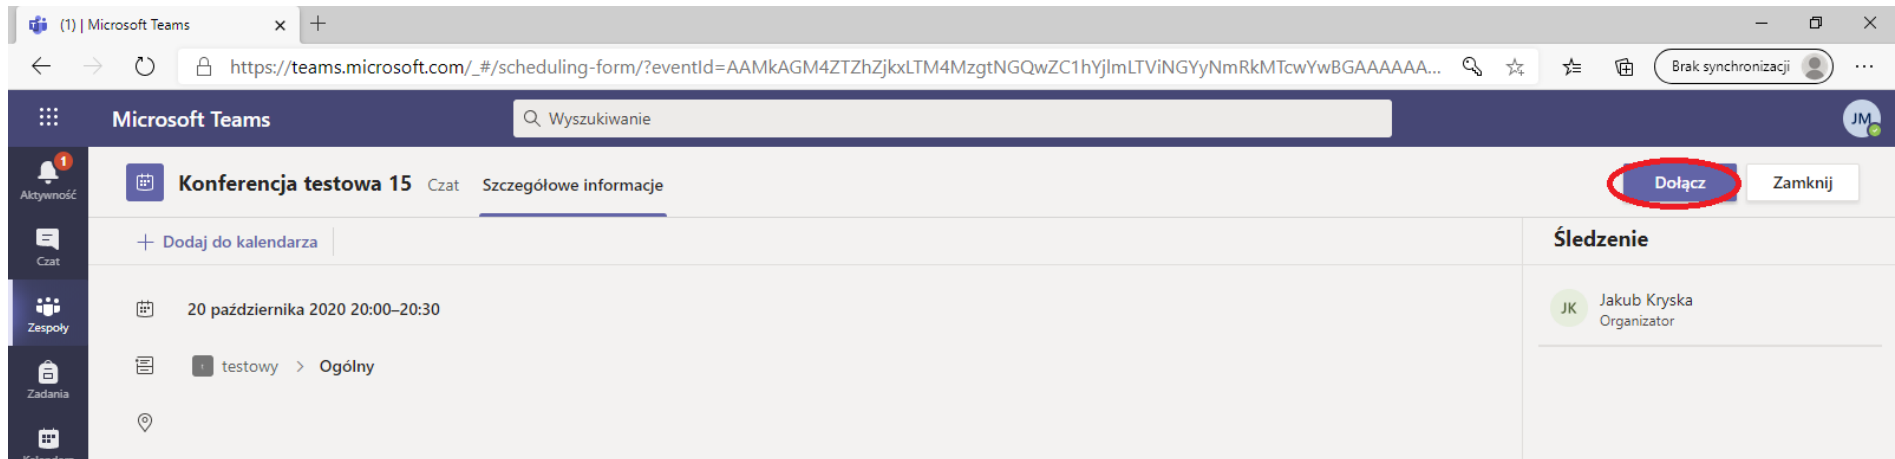 (1) | Microsoft Teams
https://teams.microsoft.com/_#/scheduling-form/?eventId=AAMkAGM4ZTZhZjkxLTM4MzgtNGQwZC1hYjlmLTViNGYyNmRkMTcwYwBGAAAAAA...
Brak synchronizacji
Microsoft Teams
Wyszukiwanie
JM
1
Aktywność
Konferencja testowa 15 Czat Szczegółowe informacje
Dołącz Zamknij
Czat
+ Dodaj do kalendarza
Śledzenie
Zespoły
20 października 2020 20:00–20:30
JK
Jakub Kryska
Organizator
testowy > Ogólny
Zadania